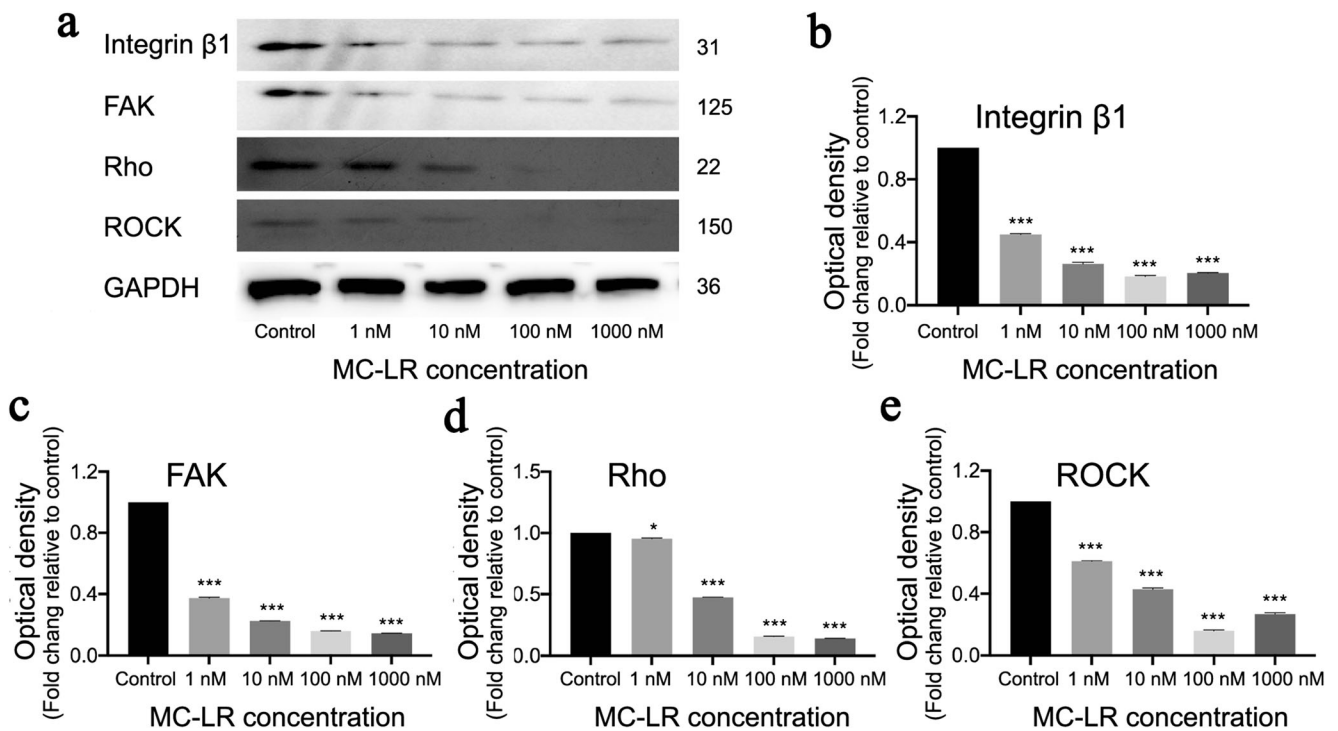 a
Integrin β1
31
FAK
125
Rho
22
ROCK
150
GAPDH
36
Control 1 nM 10 nM 100 nM 1000 nM
MC-LR concentration
b
Integrin β1
Optical density
(Fold chang relative to control)
1.2
0.8
0.4
0.0
***
***
***
***
Control 1 nM 10 nM 100 nM 1000 nM
MC-LR concentration
c
FAK
Optical density
(Fold chang relative to control)
1.2
0.8
0.4
0.0
***
***
***
***
Control 1 nM 10 nM 100 nM 1000 nM
MC-LR concentration
d
Rho
Optical density
(Fold chang relative to control)
1.5
1.0
0.5
0.0
*
***
***
***
Control 1 nM 10 nM 100 nM 1000 nM
MC-LR concentration
e
ROCK
Optical density
(Fold chang relative to control)
1.2
0.8
0.4
0.0
***
***
***
***
Control 1 nM 10 nM 100 nM 1000 nM
MC-LR concentration